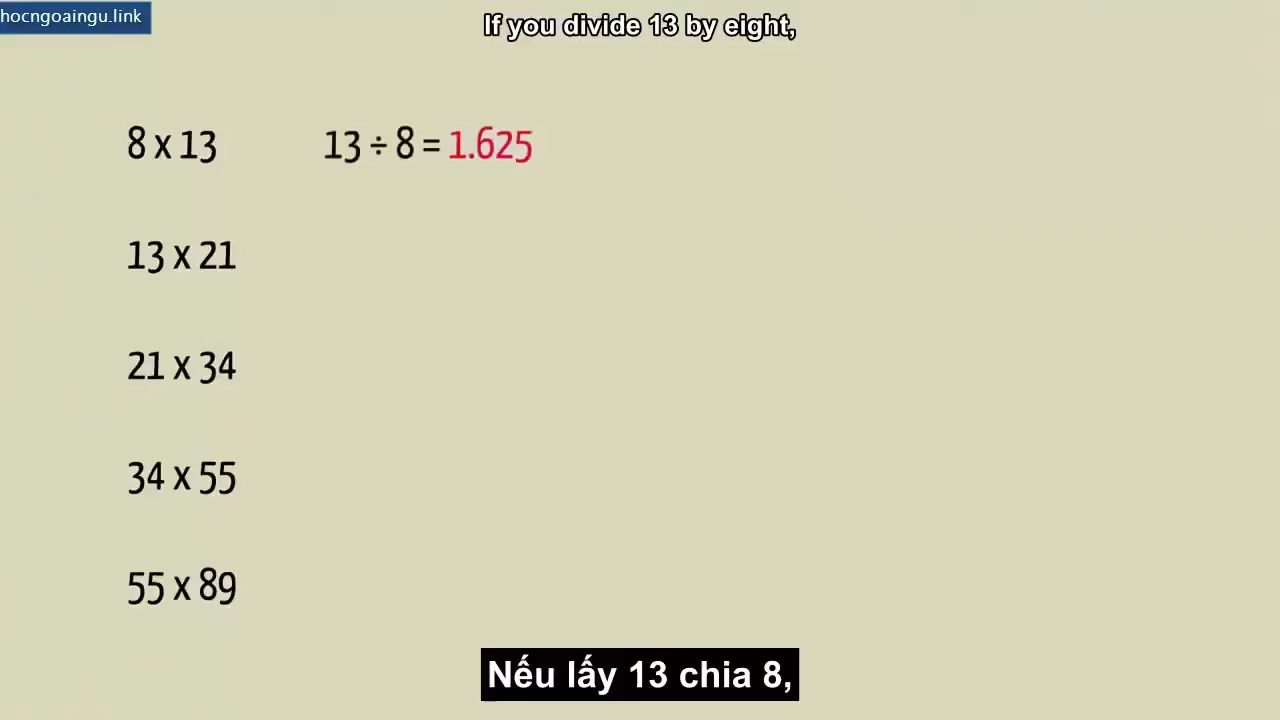 hocngoaingu.link
If you divide 13 by eight,
8 x 13 13 ÷ 8 = 1.625
13 x 21
21 x 34
34 x 55
55 x 89
Nếu lấy 13 chia 8,